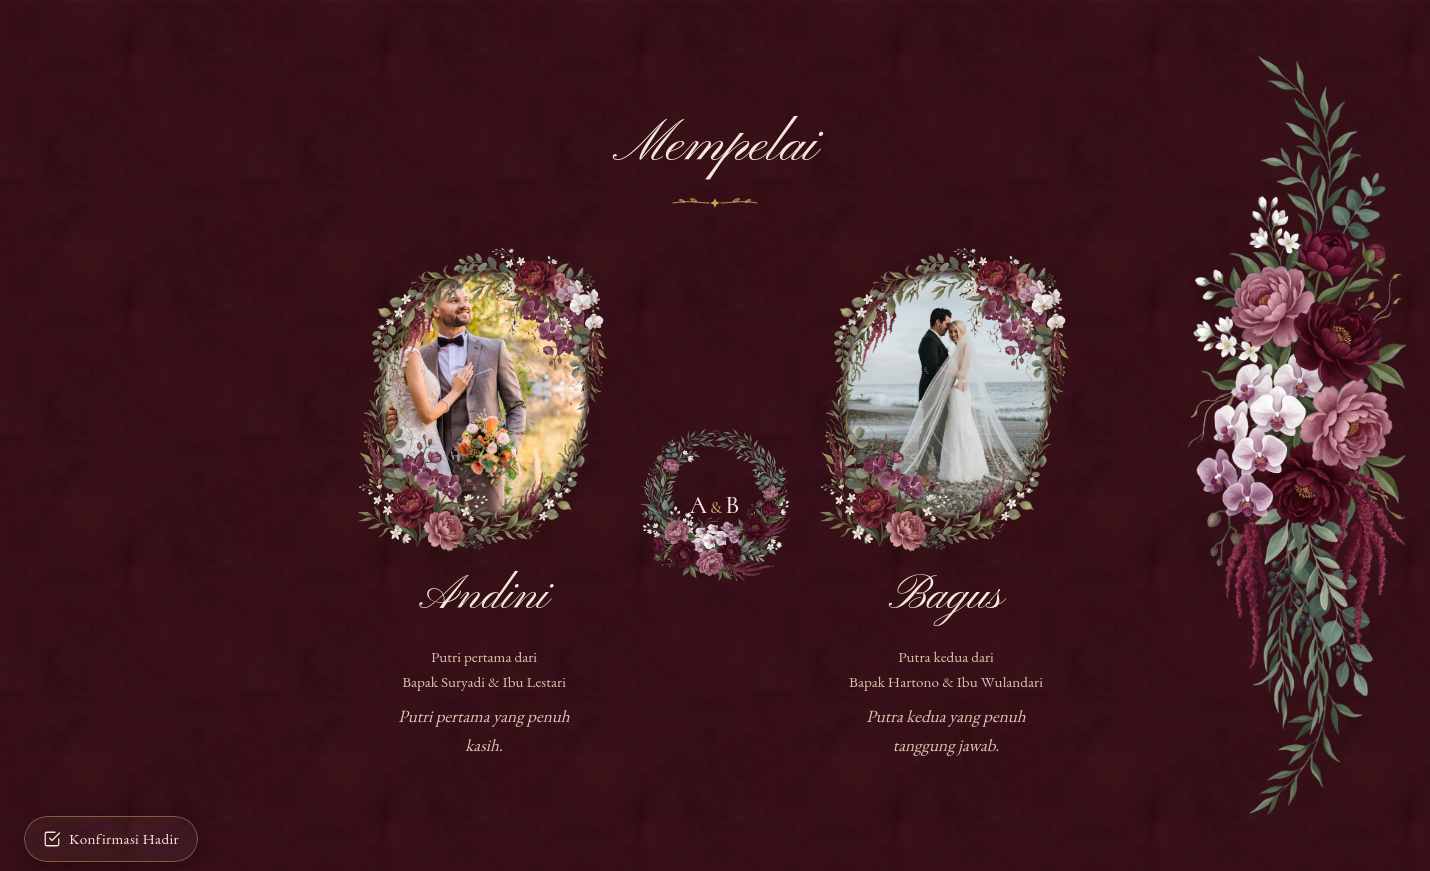 Mempelai
A & B
Andini
Putri pertama dari
Bapak Suryadi & Ibu Lestari
Putri pertama yang penuh
kasih.
Bagus
Putra kedua dari
Bapak Hartono & Ibu Wulandari
Putra kedua yang penuh
tanggung jawab.
Konfirmasi Hadir